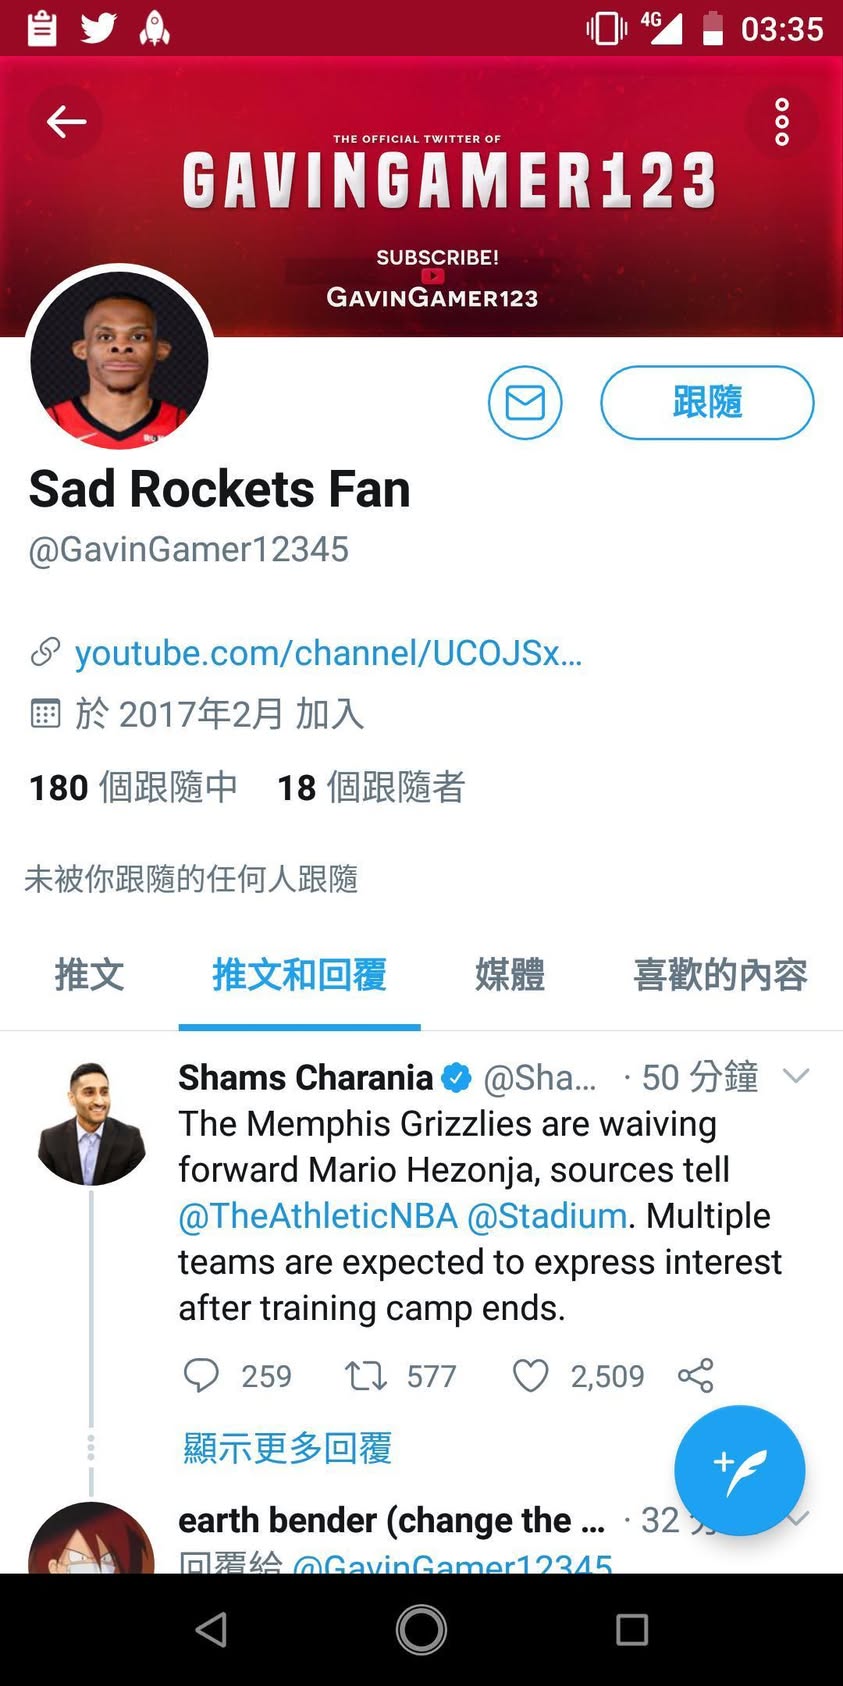 4G 03:35
THE OFFICIAL TWITTER OF
GAVINGAMER123
SUBSCRIBE!
GAVINGAMER123
跟隨
Sad Rockets Fan
@GavinGamer12345
youtube.com/channel/UCOJSx...
於 2017年2月 加入
180 個跟隨中 18 個跟隨者
未被你跟隨的任何人跟隨
推文 推文和回覆 媒體 喜歡的內容
Shams Charania @Sha... · 50 分鐘
The Memphis Grizzlies are waiving
forward Mario Hezonja, sources tell
@TheAthleticNBA @Stadium. Multiple
teams are expected to express interest
after training camp ends.
259 577 2,509
顯示更多回覆
earth bender (change the ... · 32
回覆給 @GavinGamer12345